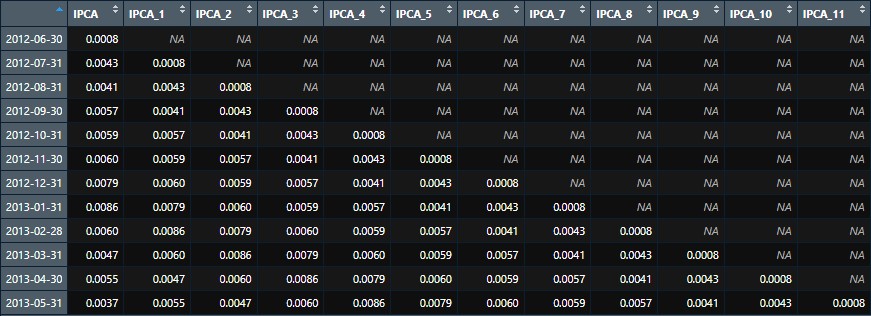 IPCA IPCA_1 IPCA_2 IPCA_3 IPCA_4 IPCA_5 IPCA_6 IPCA_7 IPCA_8 IPCA_9 IPCA_10 IPCA_11
2012-06-30 0.0008 NA NA NA NA NA NA NA NA NA NA NA
2012-07-31 0.0043 0.0008 NA NA NA NA NA NA NA NA NA NA
2012-08-31 0.0041 0.0043 0.0008 NA NA NA NA NA NA NA NA NA
2012-09-30 0.0057 0.0041 0.0043 0.0008 NA NA NA NA NA NA NA NA
2012-10-31 0.0059 0.0057 0.0041 0.0043 0.0008 NA NA NA NA NA NA NA
2012-11-30 0.0060 0.0059 0.0057 0.0041 0.0043 0.0008 NA NA NA NA NA NA
2012-12-31 0.0079 0.0060 0.0059 0.0057 0.0041 0.0043 0.0008 NA NA NA NA NA
2013-01-31 0.0086 0.0079 0.0060 0.0059 0.0057 0.0041 0.0043 0.0008 NA NA NA NA
2013-02-28 0.0060 0.0086 0.0079 0.0060 0.0059 0.0057 0.0041 0.0043 0.0008 NA NA NA
2013-03-31 0.0047 0.0060 0.0086 0.0079 0.0060 0.0059 0.0057 0.0041 0.0043 0.0008 NA NA
2013-04-30 0.0055 0.0047 0.0060 0.0086 0.0079 0.0060 0.0059 0.0057 0.0041 0.0043 0.0008 NA
2013-05-31 0.0037 0.0055 0.0047 0.0060 0.0086 0.0079 0.0060 0.0059 0.0057 0.0041 0.0043 0.0008